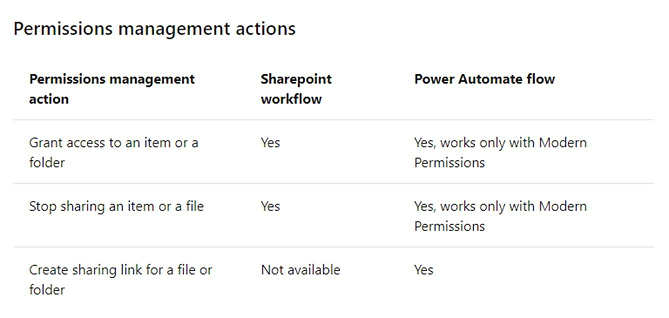 Permissions management actions
Permissions management action
Sharepoint workflow
Power Automate flow
Grant access to an item or a folder
Yes
Yes, works only with Modern Permissions
Stop sharing an item or a file
Yes
Yes, works only with Modern Permissions
Create sharing link for a file or folder
Not available
Yes